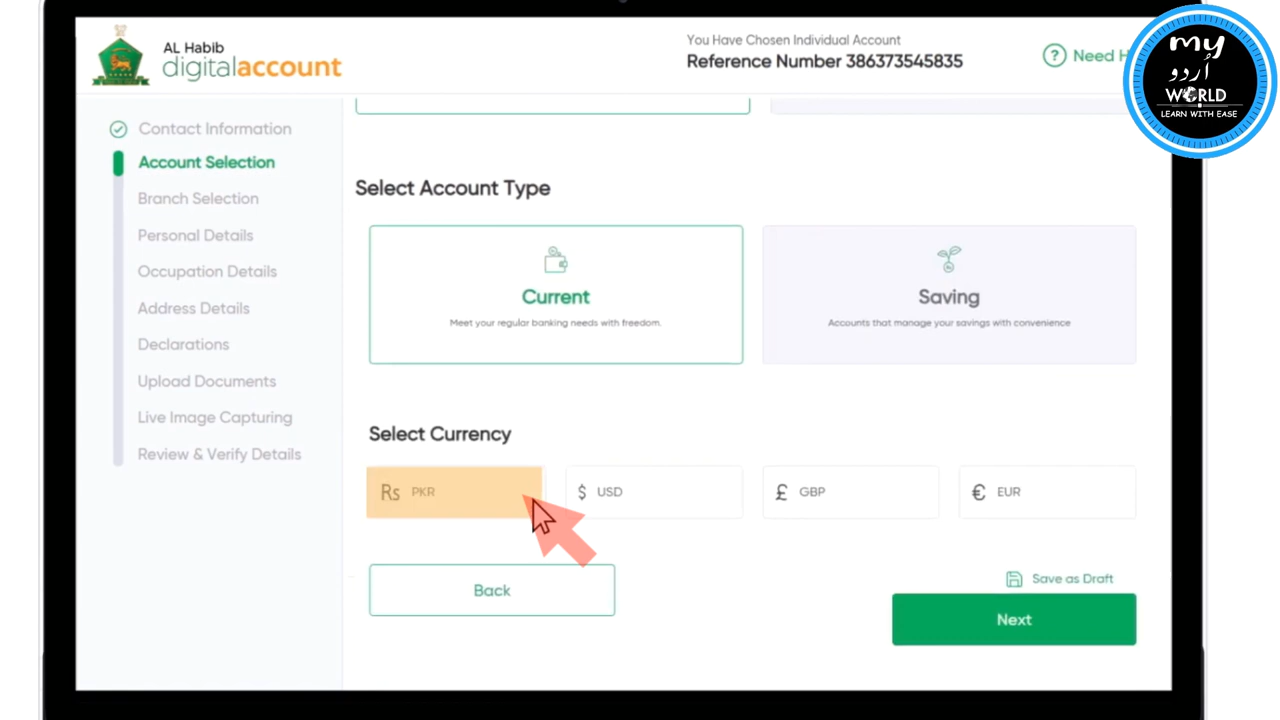 AL Habib
digitalaccount
You Have Chosen Individual Account
Reference Number 386373545835
Need
my
اُردو
WORLD
LEARN WITH EASE
Contact Information
Account Selection
Branch Selection
Personal Details
Occupation Details
Address Details
Declarations
Upload Documents
Live Image Capturing
Review & Verify Details
Select Account Type
Current
Meet your regular banking needs with freedom.
Saving
Accounts that manage your savings with convenience
Select Currency
Rs PKR
$ USD
£ GBP
€ EUR
Back
Save as Draft
Next